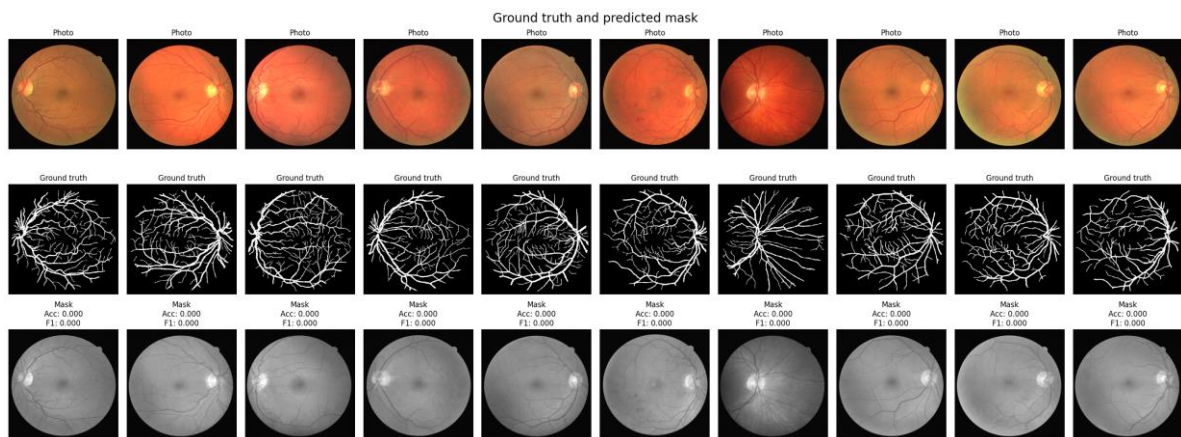 Ground truth and predicted mask
Photo Photo Photo Photo Photo Photo Photo Photo Photo Photo
Ground truth Ground truth Ground truth Ground truth Ground truth Ground truth Ground truth Ground truth Ground truth Ground truth
Mask Mask Mask Mask Mask Mask Mask Mask Mask Mask
Acc: 0.000 Acc: 0.000 Acc: 0.000 Acc: 0.000 Acc: 0.000 Acc: 0.000 Acc: 0.000 Acc: 0.000 Acc: 0.000 Acc: 0.000
F1: 0.000 F1: 0.000 F1: 0.000 F1: 0.000 F1: 0.000 F1: 0.000 F1: 0.000 F1: 0.000 F1: 0.000 F1: 0.000